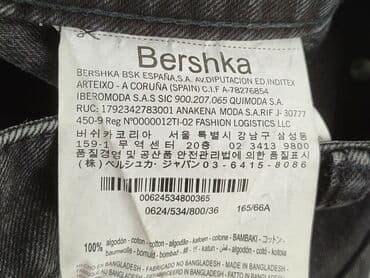 Bershka
BERSHKA BSK ESPAÑA,S.A. AV.DIPUTACION ED.INDITEX
ARTEIXO - A CORUÑA (SPAIN) C.I.F A-78276854
IBEROMODA S.A.S SIC 900.207.065 QUIMODA S.A.
RUC: 1792342783001 ANAKENA MODA S.A.RIF J-30777
450-9 Reg Nº0000012TI-02 FASHION LOGISTICS LLC
버쉬카코리아 서울 특별시 강남구 삼성동
159-1 무역센터 20층 02 3413 9800
품질경영 및 공산품 안전관리법에 의한 품질표시
(株) ベルシュカ・ジャパン 03-6415-8086
00624534800365
0624/534/800/36 165/66A
100% algodón - cotton - coton - algodão - katoen - cotone - ΒΑΜΒΑΚΙ - コットン -
baumwolle - bomuld - bombaž
MADE IN BANGLADESH - FABRICADO EN BANGLADESH